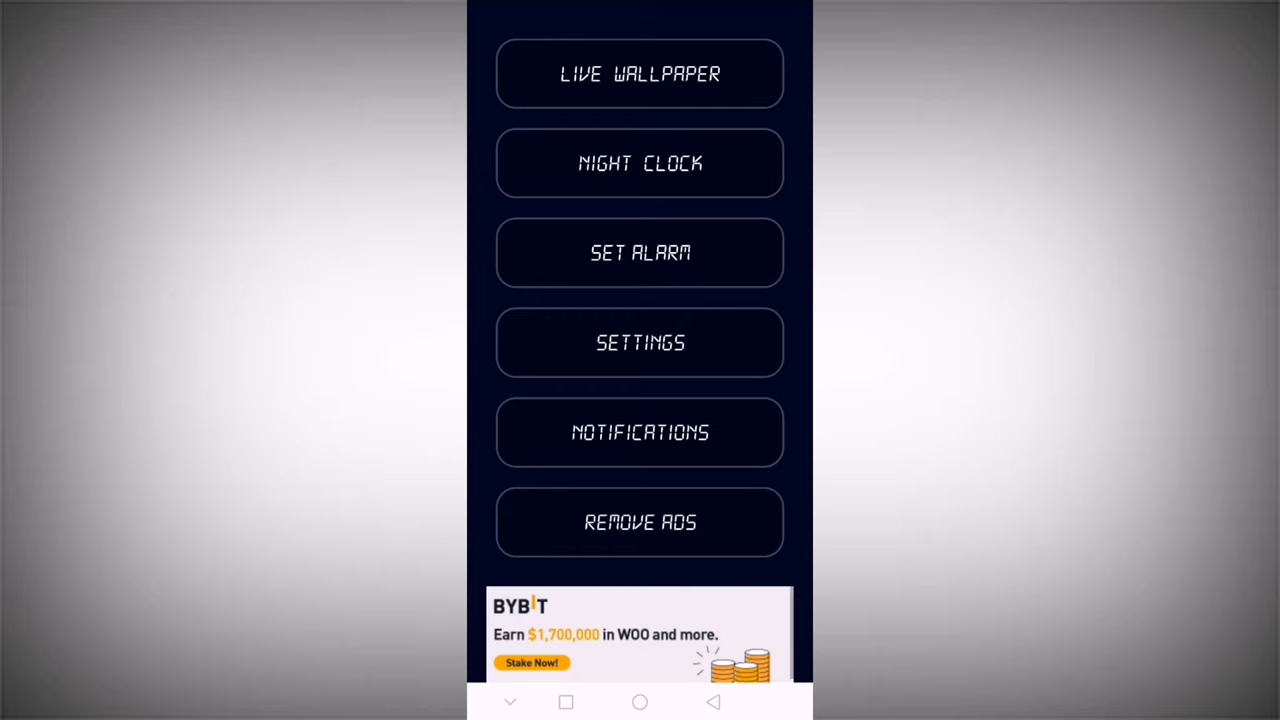 LIVE WALLPAPER
NIGHT CLOCK
SET ALARM
SETTINGS
NOTIFICATIONS
REMOVE ADS
BYBIT
Earn $1,700,000 in WOO and more.
Stake Now!